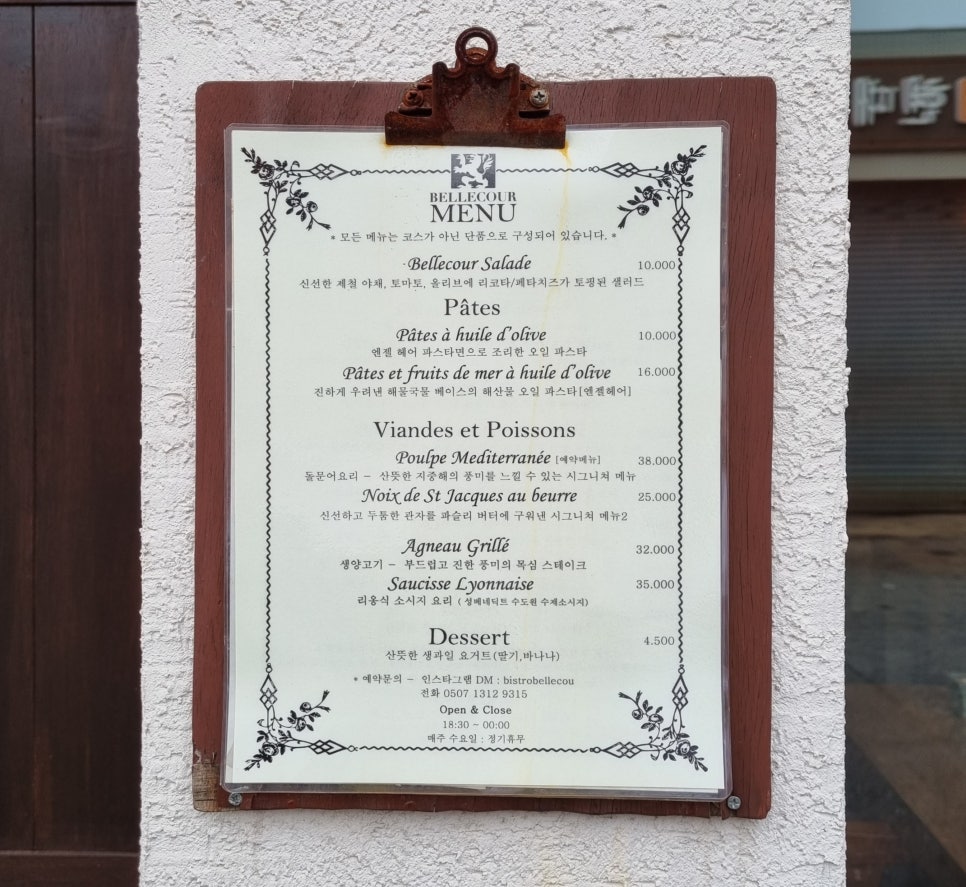 BELLECOUR
MENU
* 모든 메뉴는 코스가 아닌 단품으로 구성되어 있습니다. *
·Bellecour Salade 10.000
신선한 제철 야채, 토마토, 올리브에 리코타/페타치즈가 토핑된 샐러드
Pâtes
Pâtes à huile d'olive 10.000
엔젤 헤어 파스타면으로 조리한 오일 파스타
Pâtes et fruits de mer à huile d'olive 16.000
진하게 우려낸 해물국물 베이스의 해산물 오일 파스타[엔젤헤어]
Viandes et Poissons
Poulpe Mediterranée [예약메뉴] 38.000
돌문어요리 – 산뜻한 지중해의 풍미를 느낄 수 있는 시그니쳐 메뉴
Noix de St Jacques au beurre 25.000
신선하고 두툼한 관자를 파슬리 버터에 구워낸 시그니쳐 메뉴2
Agneau Grillé 32.000
생양고기 – 부드럽고 진한 풍미의 목심 스테이크
Saucisse Lyonnaise 35.000
리옹식 소시지 요리 ( 성베네딕트 수도원 수제소시지)
Dessert 4.500
산뜻한 생과일 요거트(딸기,바나나)
* 예약문의 – 인스타그램 DM : bistrobellecou
전화 0507 1312 9315
Open & Close
18:30 ~ 00:00
매주 수요일 : 정기휴무